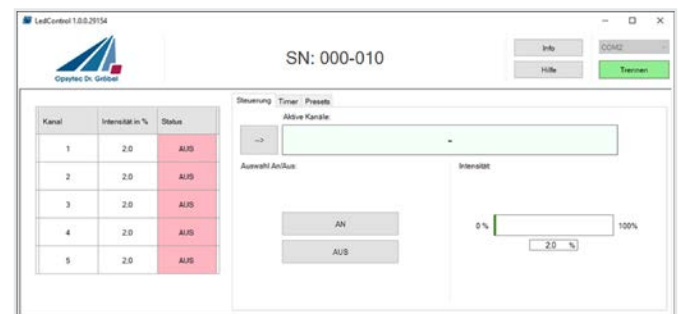 LedControl 1.0.0.29154
Opsytec Dr. Gröbel
SN: 000-010
Info
Hilfe
COM2
Trennen
Kanal Intensität in % Status
1 2.0 AUS
2 2.0 AUS
3 2.0 AUS
4 2.0 AUS
5 2.0 AUS
Steuerung Timer Presets
Aktive Kanäle:
--> -
Auswahl An/Aus:
AN
AUS
Intensität:
0 % 100%
2.0 %